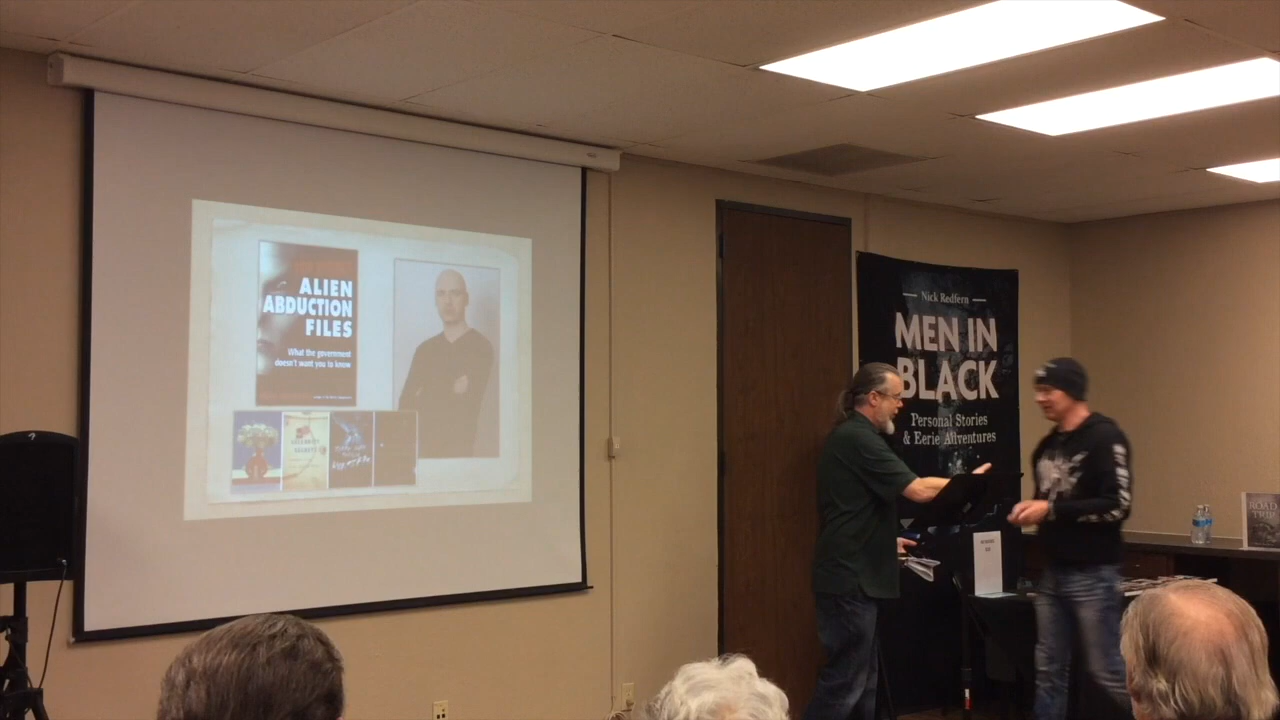 ALIEN
ABDUCTION
FILES
What the government
doesn't want you to know
Nick Redfern
MEN IN
BLACK
Personal Stories
& Eerie Adventures
ROAD
TRIP